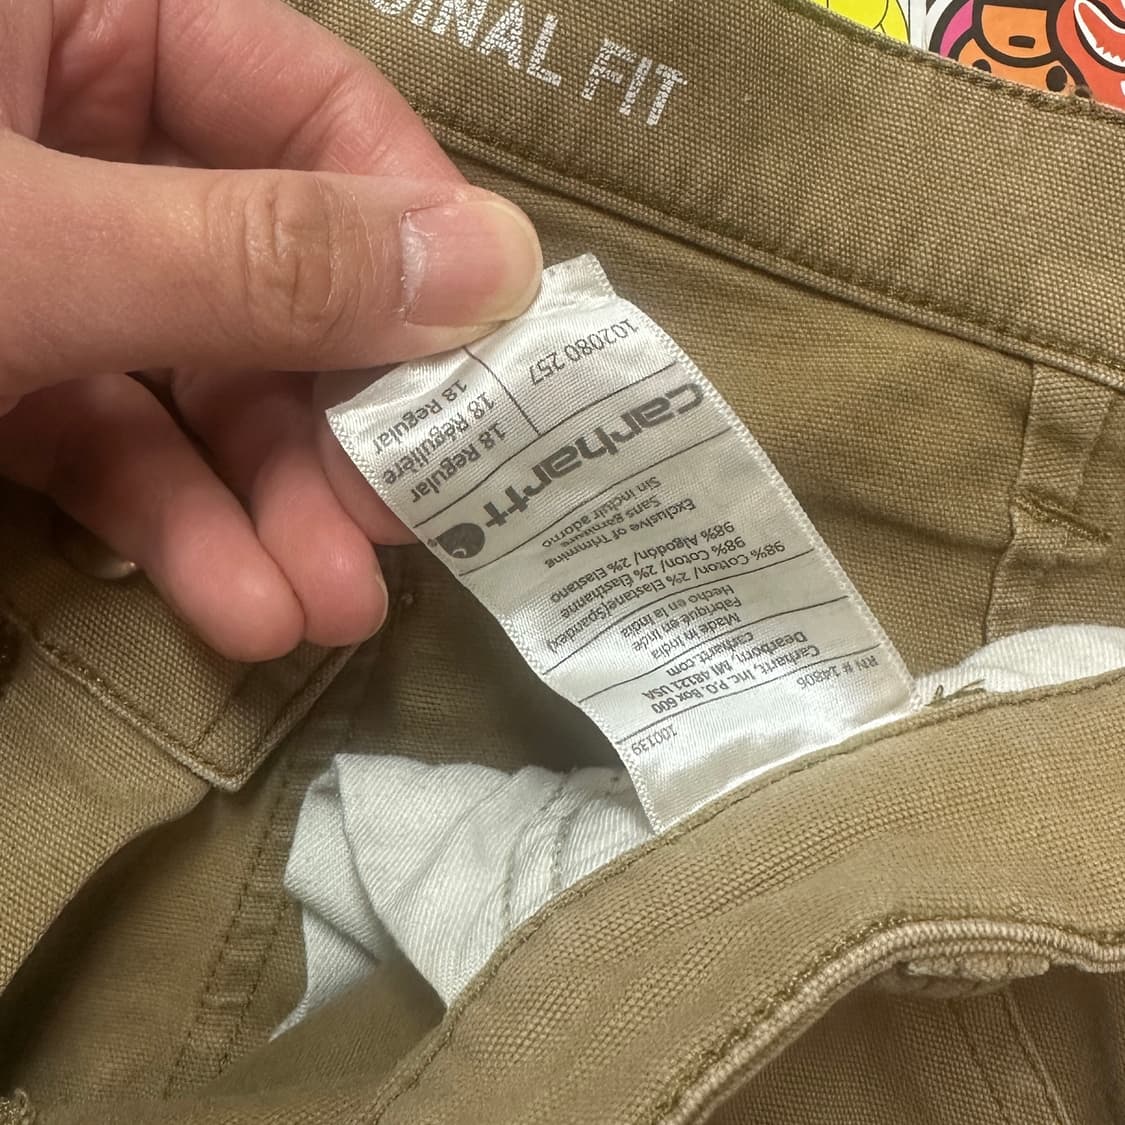 GINAL FIT
102080 257
18 Regular
18 Régulière
18 Regular
carhartt
Exclusive of Trimming
Sans garniture
Sin incluir adorno
98% Cotton/ 2% Elastane(Spandex)
98% Coton/ 2% Élasthanne
98% Algodón/ 2% Elastano
Made in India
Fabriqué en Inde
Hecho en la India
Carhartt, Inc. P.O. Box 600
Dearborn, MI 48121 USA
carhartt.com
RN # 14806
100139